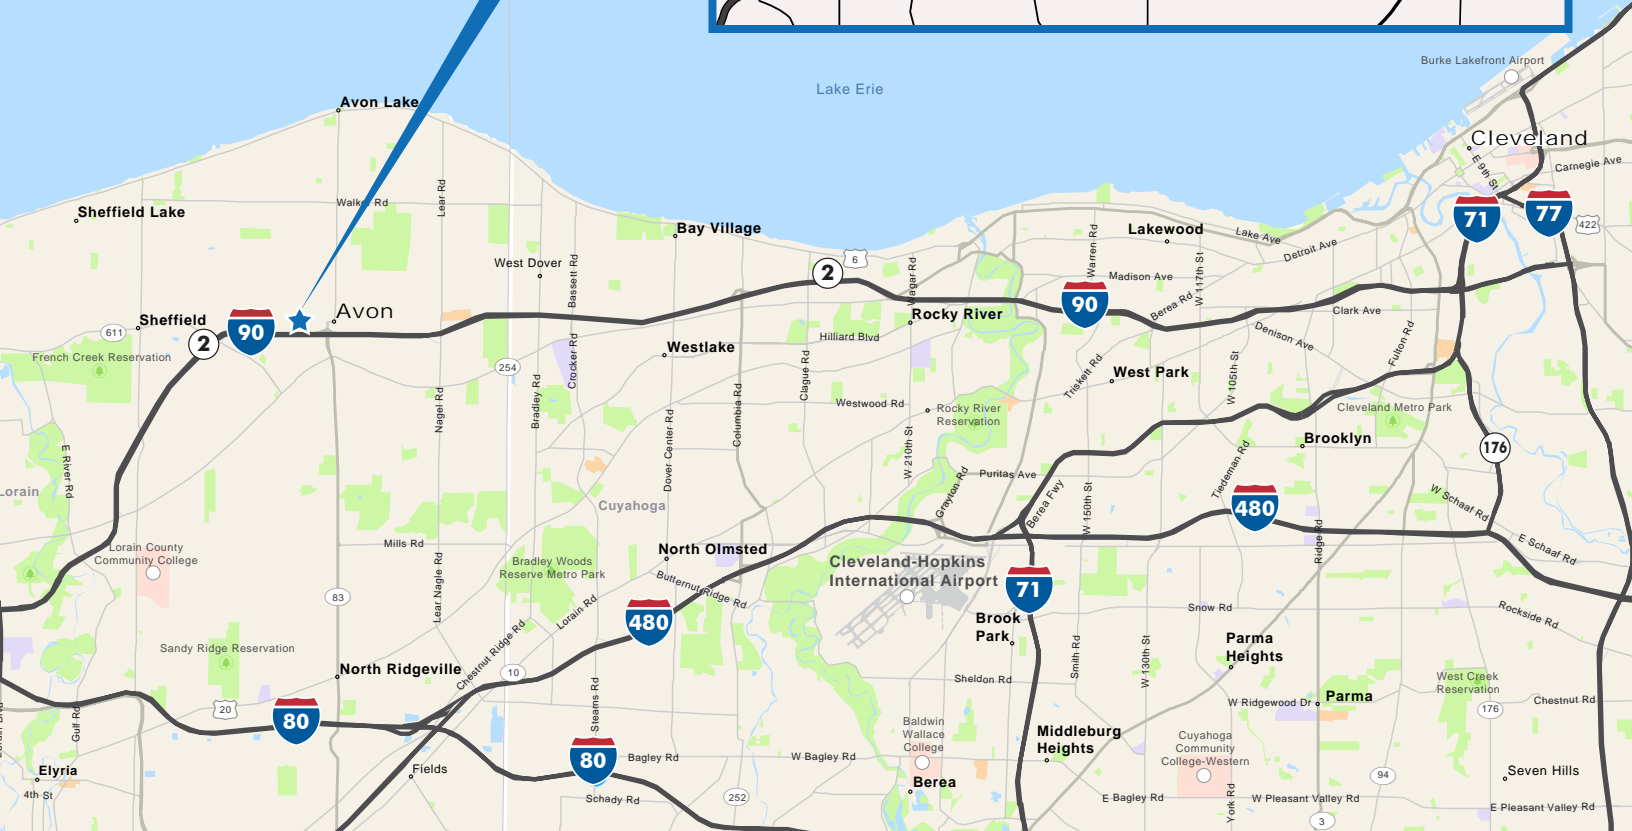 Burke Lakefront Airport
Lake Erie
Avon Lake
Cleveland
E 9th St
Carnegie Ave
Lear Rd
Walker Rd
Sheffield Lake
71
77
422
Bay Village
Lakewood
Lake Ave
Detroit Ave
Warren Rd
W 117th St
West Dover
Bassett Rd
2
6
Wagar Rd
Madison Ave
Berea Rd
90
Avon
Sheffield
611
90
2
Rocky River
Clark Ave
Denison Ave
Fulton Rd
Hilliard Blvd
Westlake
French Creek Reservation
254
Crocker Rd
Bradley Rd
Clague Rd
Triskett Rd
West Park
W 105th St
Nagel Rd
Columbia Rd
Westwood Rd
Rocky River
Reservation
Cleveland Metro Park
Brooklyn
176
E River Rd
Dover Center Rd
W 210th St
Puritas Ave
Grayton Rd
Berea Fwy
W 150th St
Tiedeman Rd
480
W Schaaf Rd
Lorain
Cuyahoga
Ridge Rd
E Schaaf Rd
Mills Rd
Lorain County
Community College
North Olmsted
Bradley Woods
Reserve Metro Park
Butternut Ridge Rd
Cleveland-Hopkins
International Airport
71
Lear Nagle Rd
83
Lorain Rd
480
Brook
Park
Snow Rd
Rockside Rd
Chestnut Ridge Rd
Smith Rd
W 130th St
Parma
Heights
Sandy Ridge Reservation
North Ridgeville
10
Sheldon Rd
West Creek
Reservation
Parma
W Ridgewood Dr
Chestnut Rd
176
20
80
Gulf Rd
Stearns Rd
Baldwin
Wallace
College
Middleburg
Heights
Cuyahoga
Community
College-Western
80
Bagley Rd
W Bagley Rd
Elyria
Fields
94
Seven Hills
4th St
Schady Rd
252
Berea
E Bagley Rd
York Rd
W Pleasant Valley Rd
E Pleasant Valley Rd
3